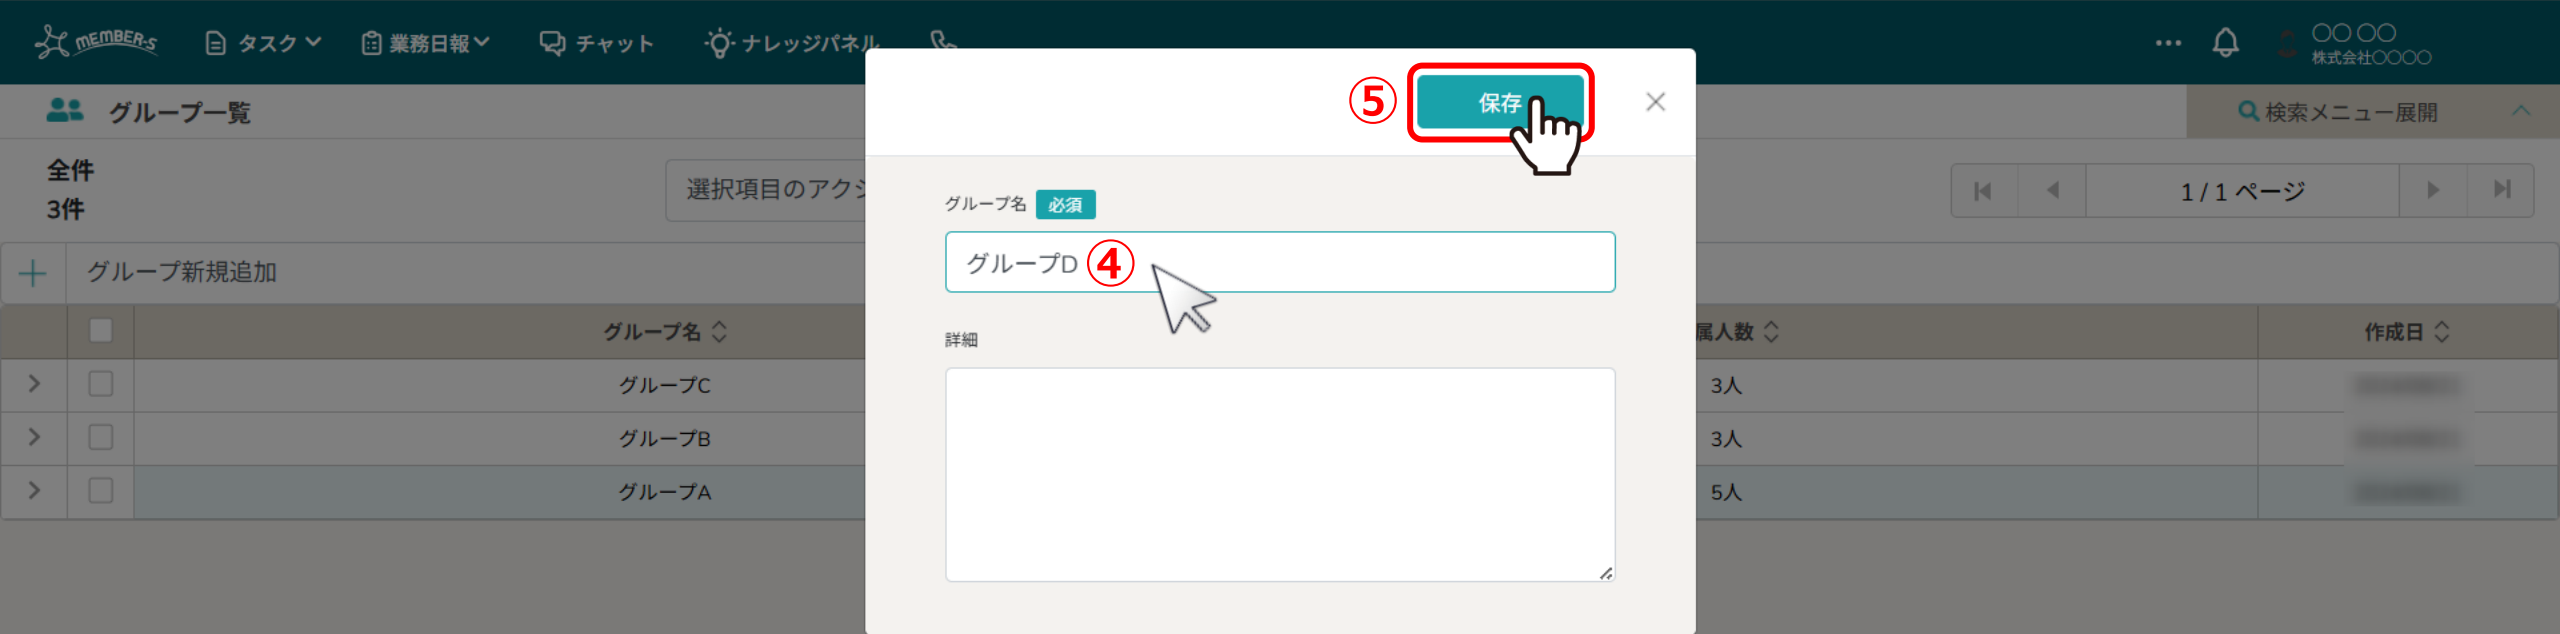 MEMBER-S
タスク
業務日報
チャット
ナレッジパネル
○○ ○○
株式会社○○○○
グループ一覧
検索メニュー展開
全件
3件
選択項目のアクシ
1 / 1 ページ
グループ新規追加
グループ名
属人数
作成日
グループC
3人
グループB
3人
グループA
5人
⑤
保存
グループ名 必須
グループD ④
詳細